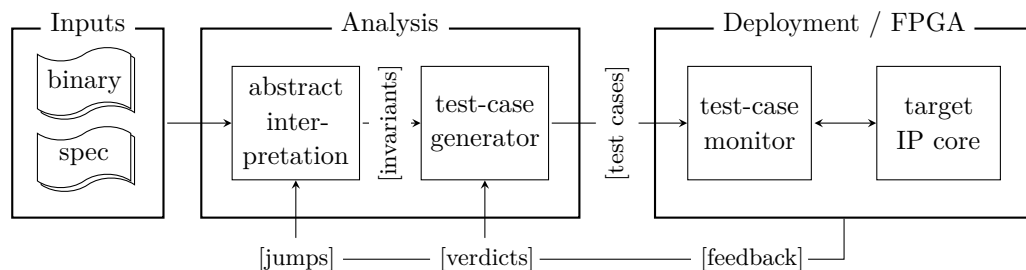 Inputs
Analysis
Deployment / FPGA
binary
spec
abstract
inter-
pretation
[invariants]
test-case
generator
[test cases]
test-case
monitor
target
IP core
[jumps]
[verdicts]
[feedback]